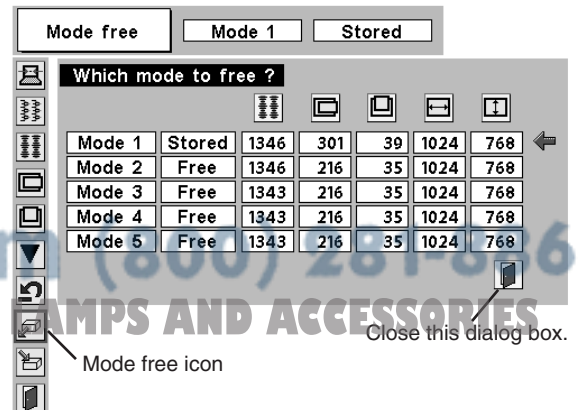 Mode free Mode 1 Stored
Which mode to free ?
Mode 1 Stored 1346 301 39 1024 768
Mode 2 Free 1346 216 35 1024 768
Mode 3 Free 1343 216 35 1024 768
Mode 4 Free 1343 216 35 1024 768
Mode 5 Free 1343 216 35 1024 768
m (800) 281-886
AMPS AND ACCESSORIES
Close this dialog box.
Mode free icon